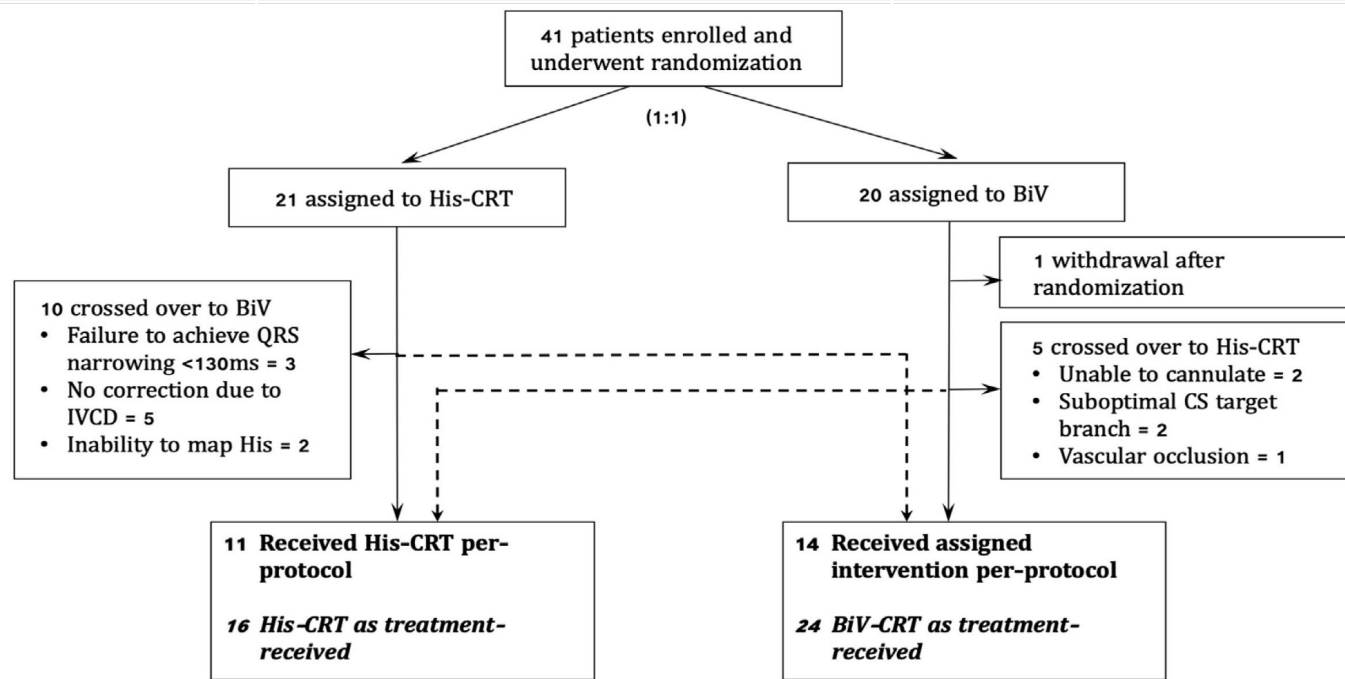 41 patients enrolled and
underwent randomization
(1:1)
21 assigned to His-CRT
20 assigned to BiV
1 withdrawal after
randomization
10 crossed over to BiV
• Failure to achieve QRS
narrowing <130ms = 3
• No correction due to
IVCD = 5
• Inability to map His = 2
5 crossed over to His-CRT
• Unable to cannulate = 2
• Suboptimal CS target
branch = 2
• Vascular occlusion = 1
11 Received His-CRT per-
protocol
16 His-CRT as treatment-
received
14 Received assigned
intervention per-protocol
24 BiV-CRT as treatment-
received